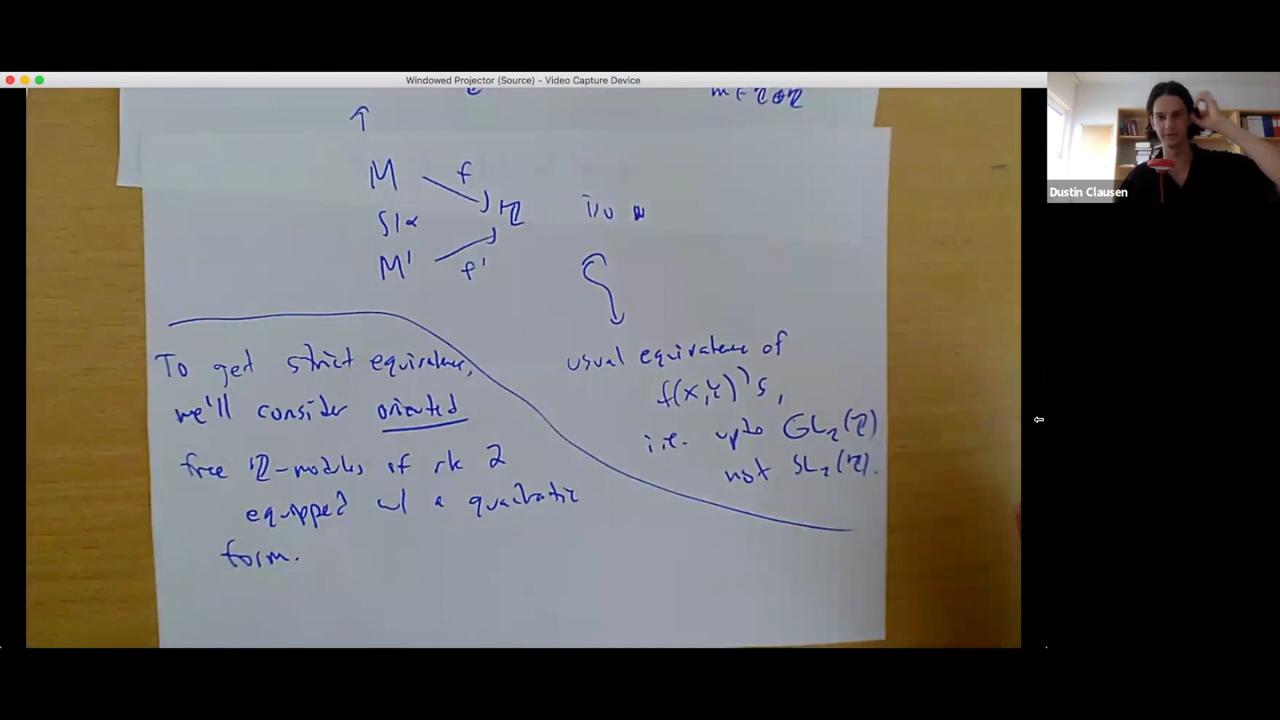 Windowed Projector (Source) - Video Capture Device
m ∈ ℤ⊕ℤ
↑
M f
S|α ℤ
M' f'
Dustin Clausen
To get strict equivalence,
we'll consider oriented
free ℤ-modules of rk 2
equipped w/ a quadratic
form.
usual equivalence of
f(x,y)'s,
i.e. up to GL₂(ℤ)
not SL₂(ℤ).